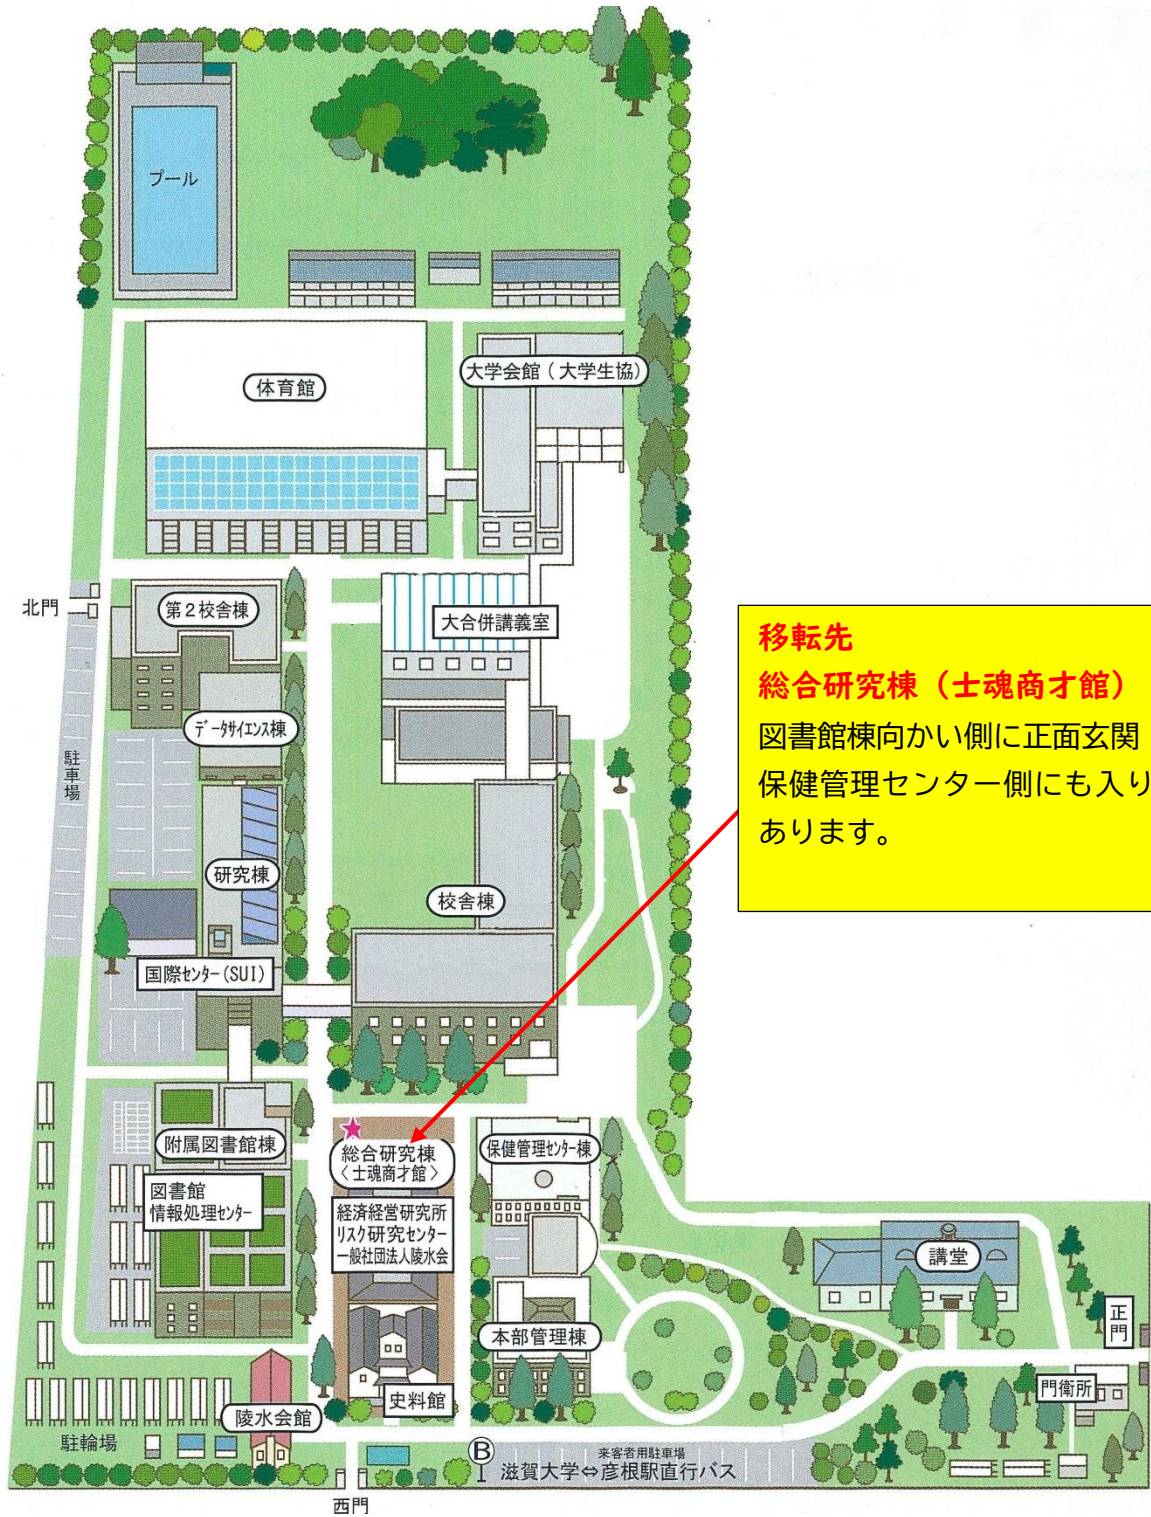 プール
体育館
大学会館（大学生協）
北門
第２校舎棟
大合併講義室
移転先
総合研究棟（士魂商才館）
図書館棟向かい側に正面玄関
保健管理センター側にも入り
あります。
データサイエンス棟
駐車場
研究棟
校舎棟
国際センター(SUI)
附属図書館棟
図書館
情報処理センター
総合研究棟
〈士魂商才館〉
経済経営研究所
リスク研究センター
一般社団法人陵水会
保健管理センター棟
講堂
本部管理棟
正門
門衛所
史料館
陵水会館
駐輪場
B
来客者用駐車場
滋賀大学⇔彦根駅直行バス
西門